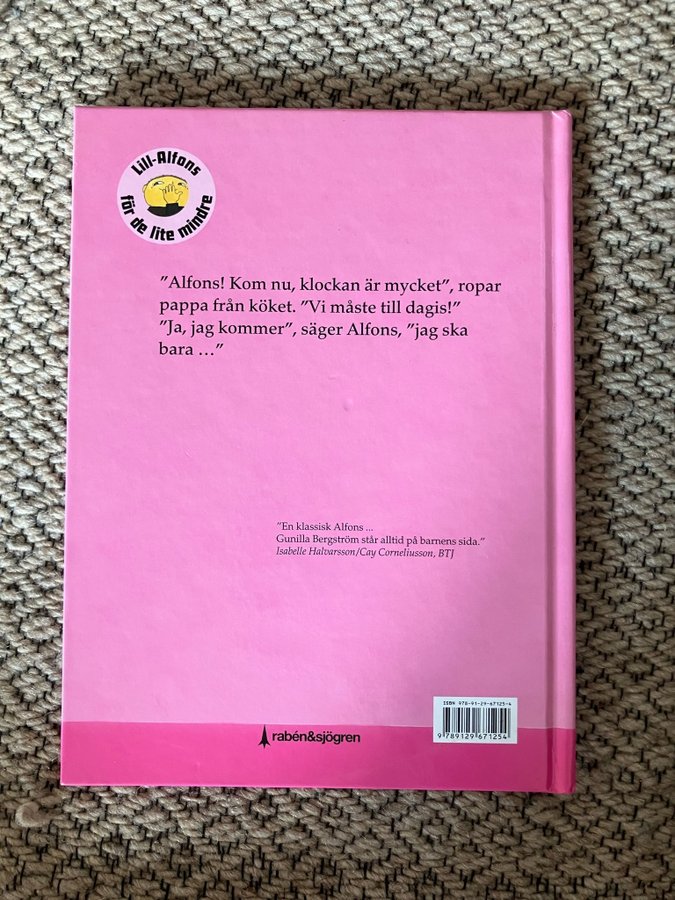 Lill-Alfons
för de lite mindre
”Alfons! Kom nu, klockan är mycket”, ropar
pappa från köket. ”Vi måste till dagis!”
”Ja, jag kommer”, säger Alfons, ”jag ska
bara …”
”En klassisk Alfons ...
Gunilla Bergström står alltid på barnens sida.”
Isabelle Halvarsson/Cay Corneliusson, BTJ
ISBN 978-91-29-67125-4
9 789129 671254
rabén&sjögren